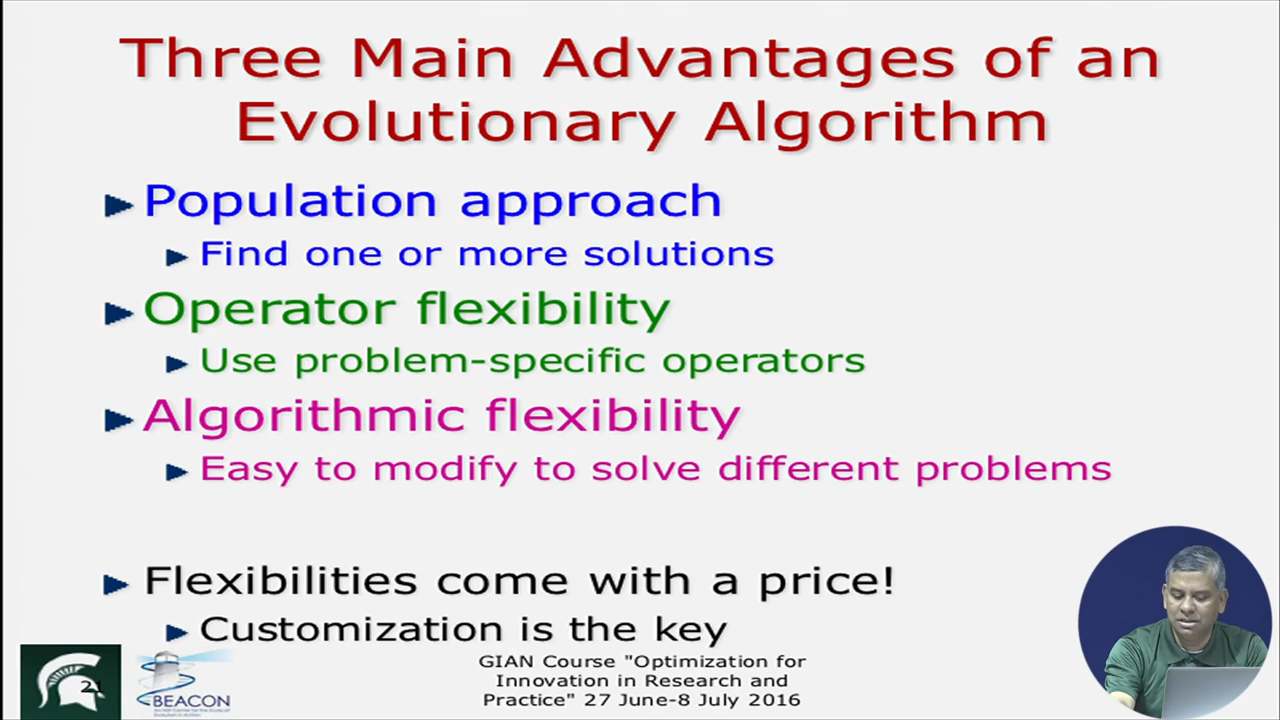 Three Main Advantages of an
Evolutionary Algorithm
Population approach
Find one or more solutions
Operator flexibility
Use problem-specific operators
Algorithmic flexibility
Easy to modify to solve different problems
Flexibilities come with a price!
Customization is the key
21
BEACON
GIAN Course "Optimization for
Innovation in Research and
Practice" 27 June-8 July 2016